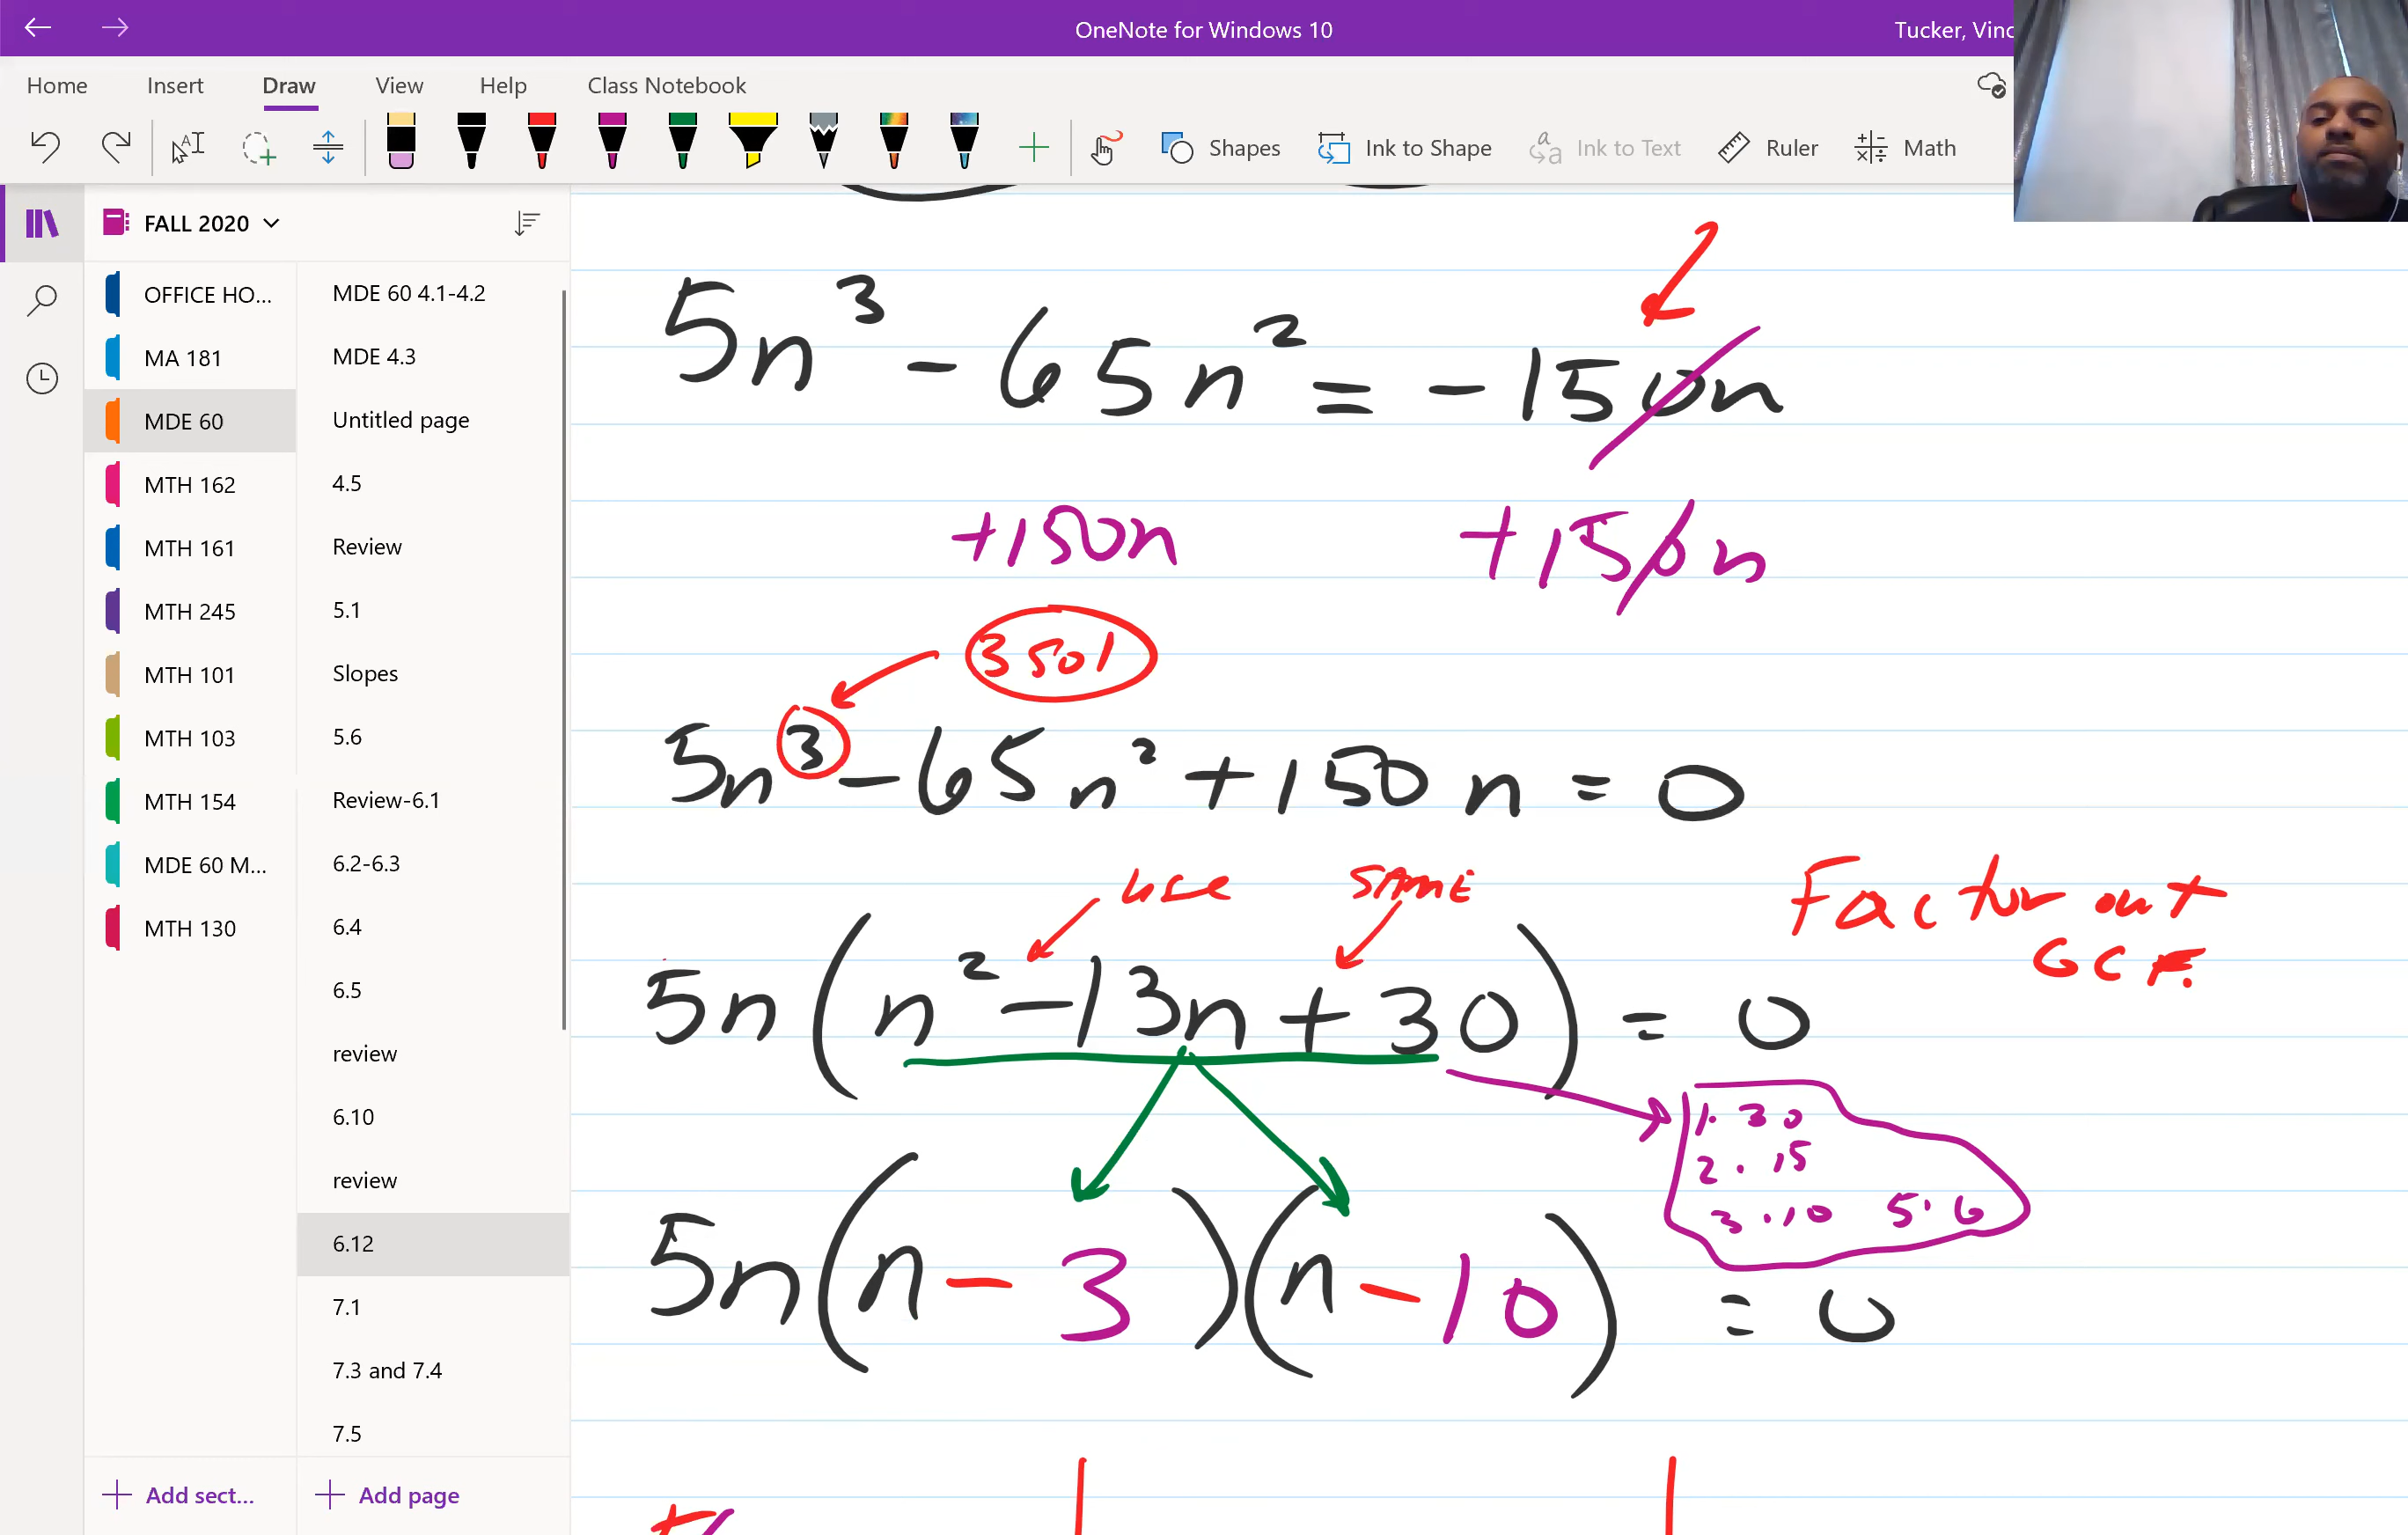 OneNote for Windows 10
Tucker, Vinc
Home Insert Draw View Help Class Notebook
Shapes Ink to Shape Ink to Text Ruler Math
FALL 2020
OFFICE HO...
MA 181
MDE 60
MTH 162
MTH 161
MTH 245
MTH 101
MTH 103
MTH 154
MDE 60 M...
MTH 130
Add sect...
MDE 60 4.1-4.2
MDE 4.3
Untitled page
4.5
Review
5.1
Slopes
5.6
Review-6.1
6.2-6.3
6.4
6.5
review
6.10
review
6.12
7.1
7.3 and 7.4
7.5
Add page
5n³ - 65n² = -150n
+150n +150n
3 sol
5n³ - 65n² + 150n = 0
use same
Factor out
GCF.
5n(n² - 13n + 30) = 0
1·30
2·15
3·10 5·6
5n(n - 3)(n - 10) = 0